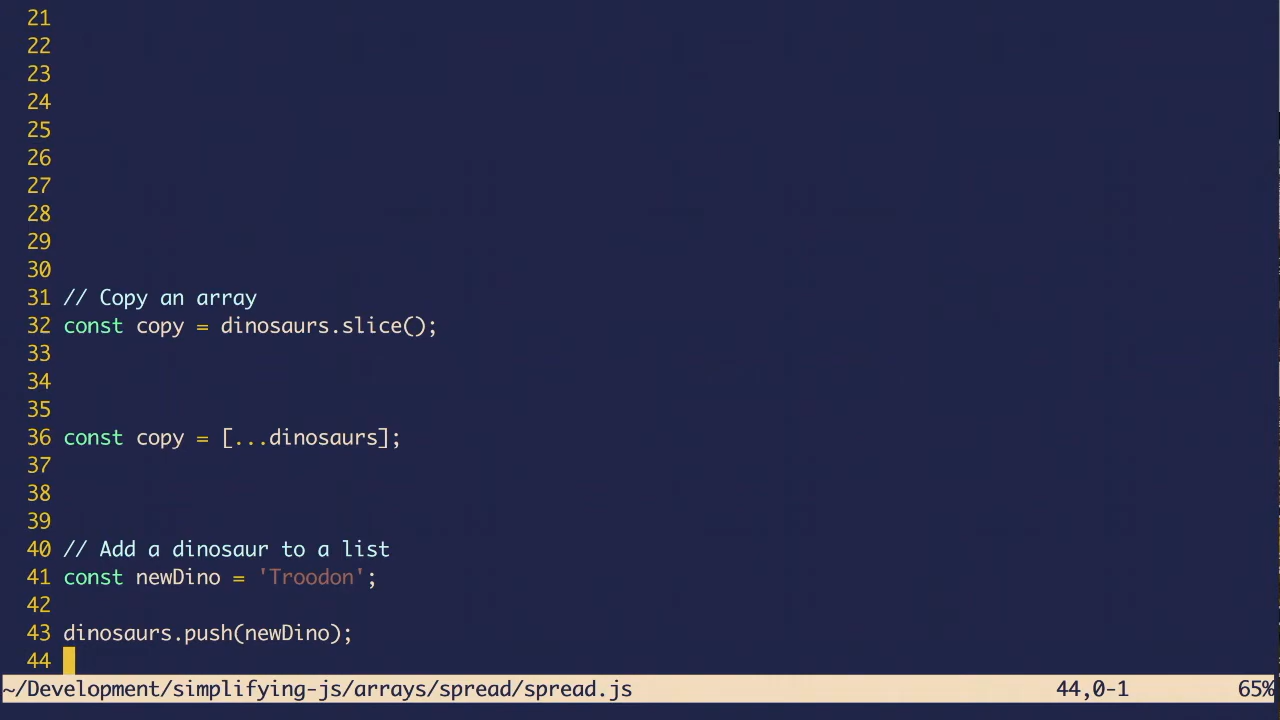 21
22
23
24
25
26
27
28
29
30
31 // Copy an array
32 const copy = dinosaurs.slice();
33
34
35
36 const copy = [...dinosaurs];
37
38
39
40 // Add a dinosaur to a list
41 const newDino = 'Troodon';
42
43 dinosaurs.push(newDino);
44
~/Development/simplifying-js/arrays/spread/spread.js 44,0-1 65%